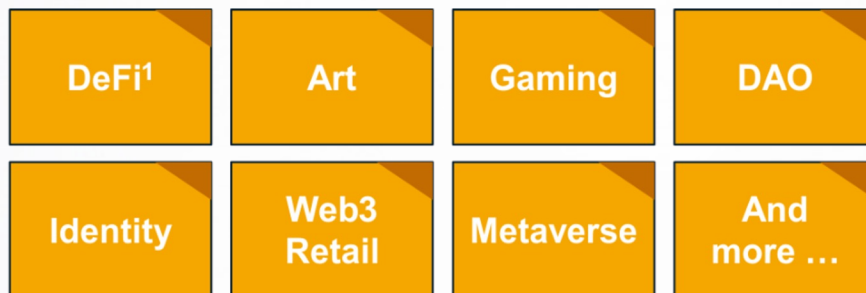 DeFi¹
Art
Gaming
DAO
Identity
Web3
Retail
Metaverse
And
more …